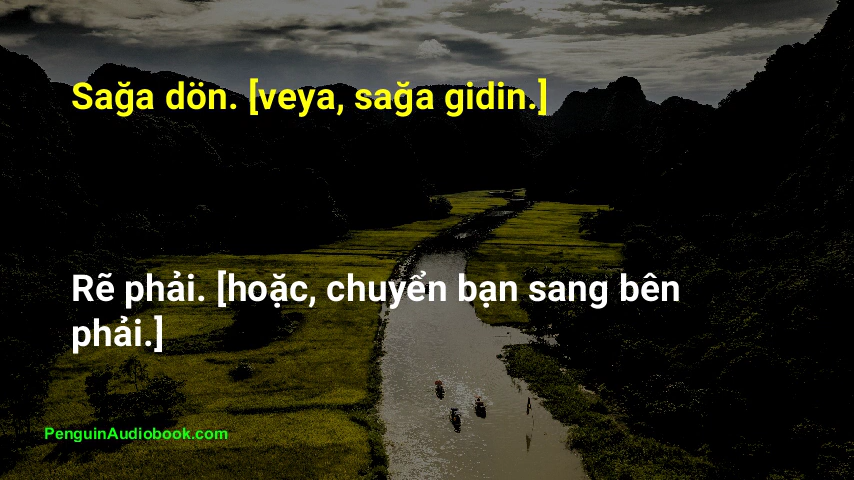 Sağa dön. [veya, sağa gidin.]
Rẽ phải. [hoặc, chuyển bạn sang bên
phải.]
PenguinAudiobook.com